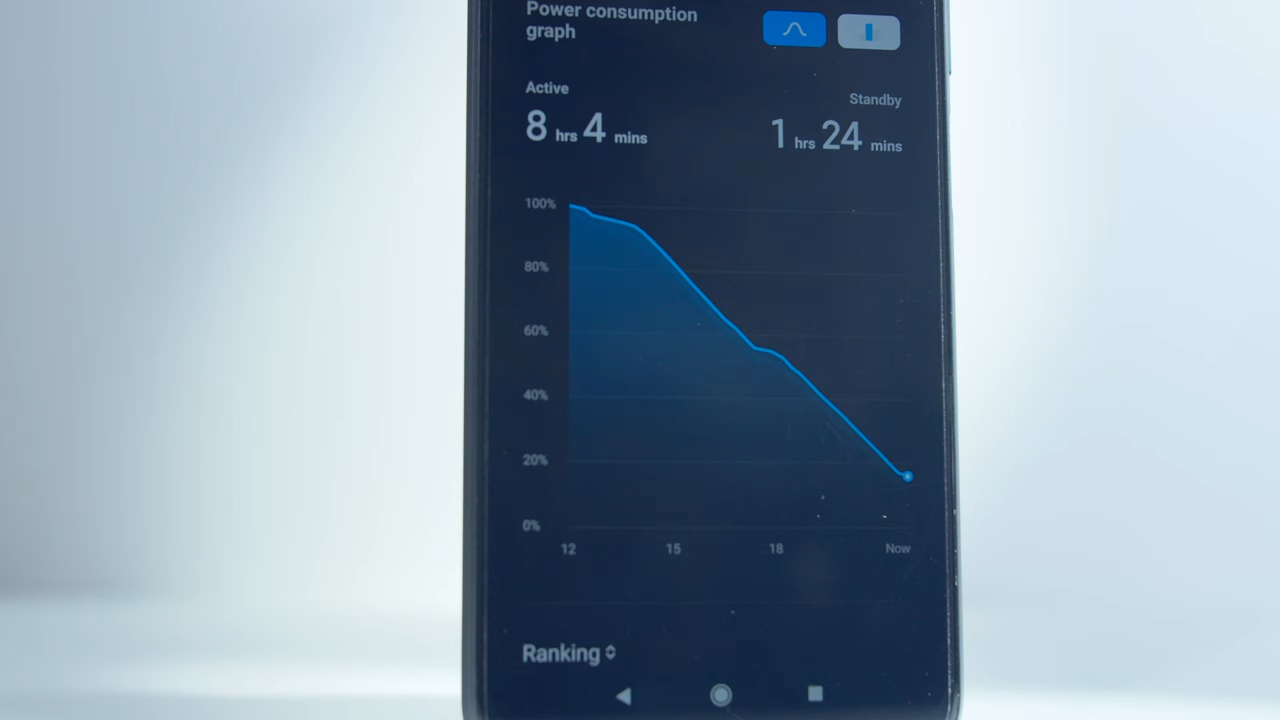 Power consumption
graph
Active
Standby
8 hrs 4 mins
1 hrs 24 mins
100%
80%
60%
40%
20%
0%
12 15 18 Now
Ranking